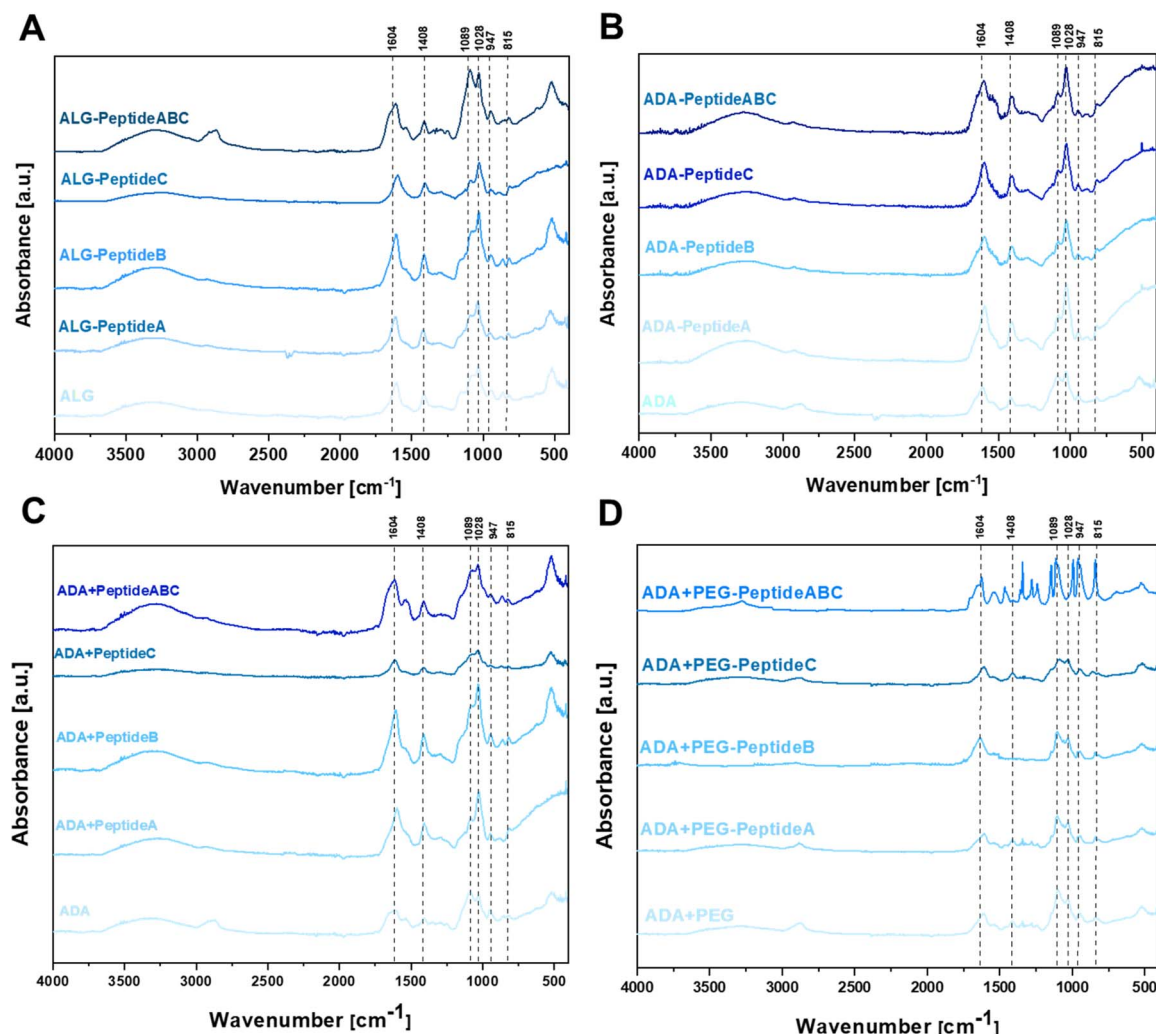 A
1604 1408 1089 1028 947 815
ALG-PeptideABC
ALG-PeptideC
ALG-PeptideB
ALG-PeptideA
ALG
Absorbance [a.u.]
4000 3500 3000 2500 2000 1500 1000 500
Wavenumber [cm-1]
B
1604 1408 1089 1028 947 815
ADA-PeptideABC
ADA-PeptideC
ADA-PeptideB
ADA-PeptideA
ADA
Absorbance [a.u.]
4000 3500 3000 2500 2000 1500 1000 500
Wavenumber [cm-1]
C
1604 1408 1089 1028 947 815
ADA+PeptideABC
ADA+PeptideC
ADA+PeptideB
ADA+PeptideA
ADA
Absorbance [a.u.]
4000 3500 3000 2500 2000 1500 1000 500
Wavenumber [cm-1]
D
1604 1408 1089 1028 947 815
ADA+PEG-PeptideABC
ADA+PEG-PeptideC
ADA+PEG-PeptideB
ADA+PEG-PeptideA
ADA+PEG
Absorbance [a.u.]
4000 3500 3000 2500 2000 1500 1000 500
Wavenumber [cm-1]